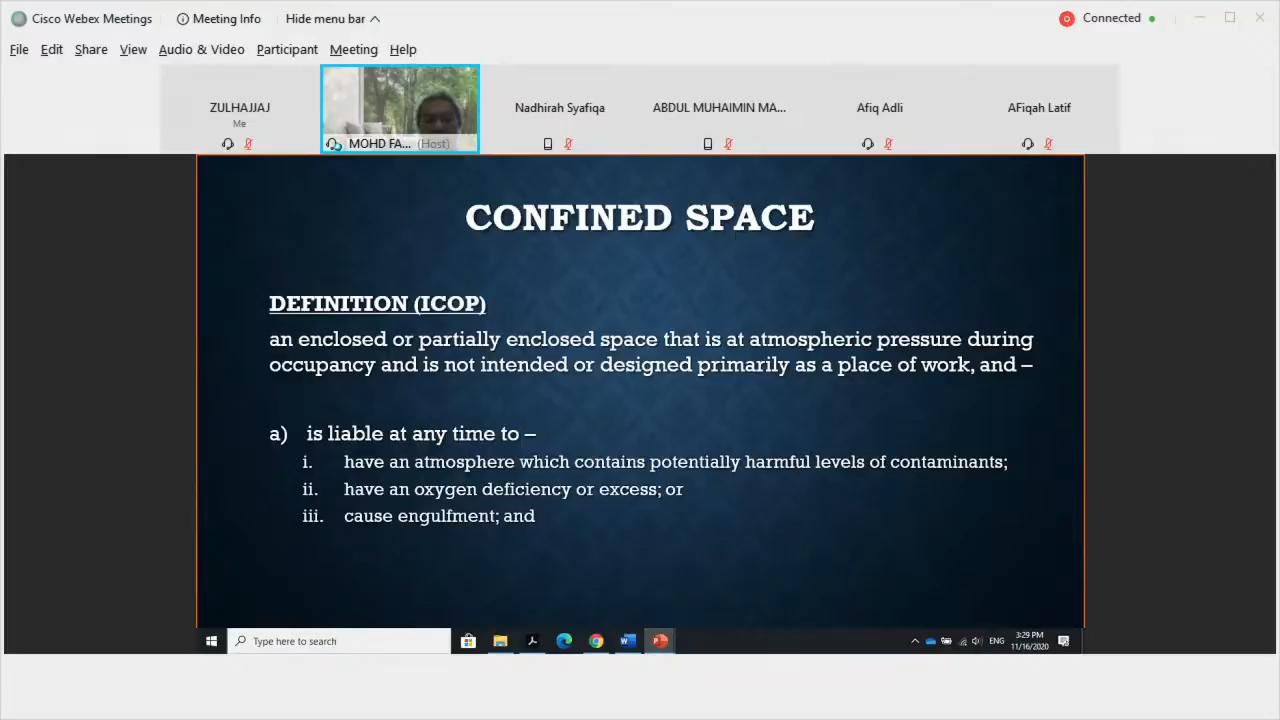 Cisco Webex Meetings Meeting Info Hide menu bar Connected
File Edit Share View Audio & Video Participant Meeting Help
ZULHAJJAJ Nadhirah Syafiqa ABDUL MUHAIMIN MA... Afiq Adli AFiqah Latif
Me
MOHD FA... (Host)
CONFINED SPACE
DEFINITION (ICOP)
an enclosed or partially enclosed space that is at atmospheric pressure during
occupancy and is not intended or designed primarily as a place of work, and –
a) is liable at any time to –
i. have an atmosphere which contains potentially harmful levels of contaminants;
ii. have an oxygen deficiency or excess; or
iii. cause engulfment; and
Type here to search ENG 3:29 PM
11/16/2020